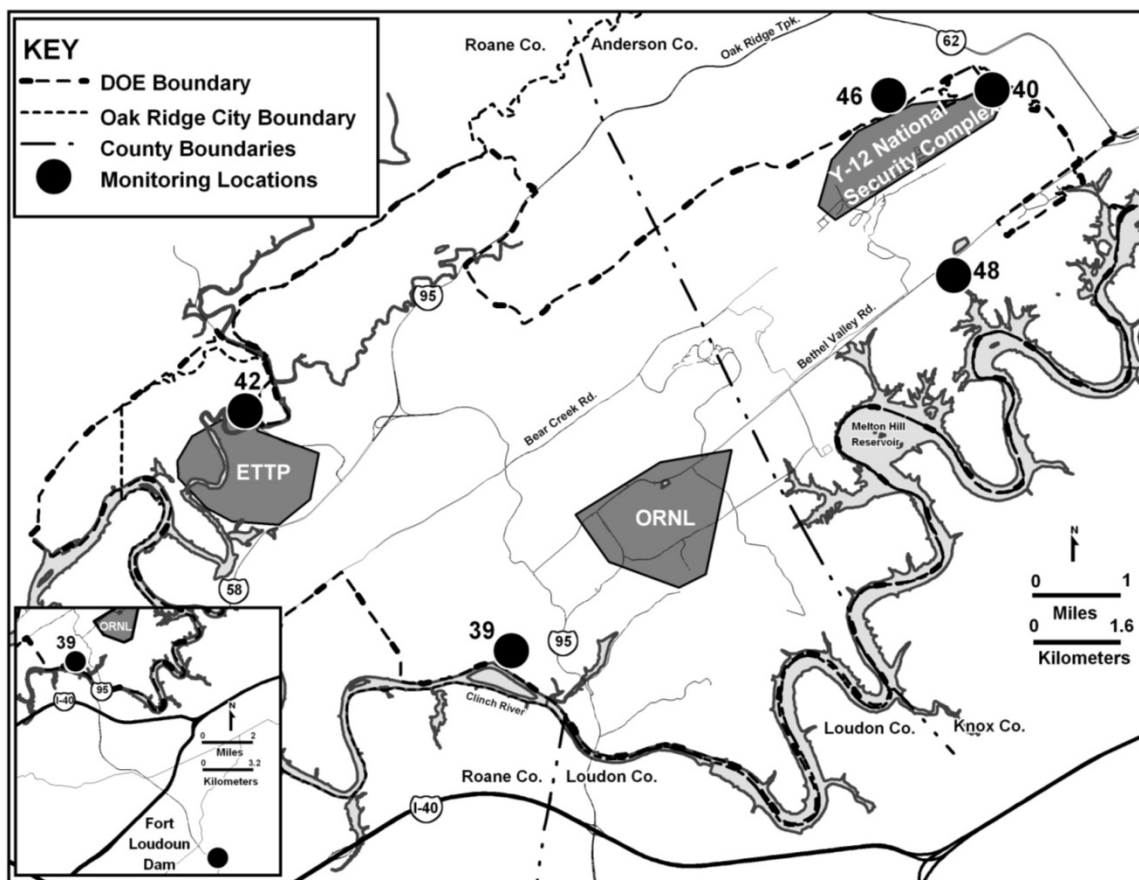 KEY
DOE Boundary
Oak Ridge City Boundary
County Boundaries
Monitoring Locations
Roane Co.
Anderson Co.
Oak Ridge Tpk.
62
46
40
Y-12 National
Security Complex
48
95
Bethel Valley Rd.
42
Bear Creek Rd.
Melton Hill
Reservoir
ETTP
ORNL
N
0 1
Miles
0 1.6
Kilometers
58
39
95
Clinch River
Loudon Co.
Knox Co.
Roane Co.
Loudon Co.
I-40
ORNL
39
95
I-40
N
0 2
Miles
0 3.2
Kilometers
Fort
Loudoun
Dam